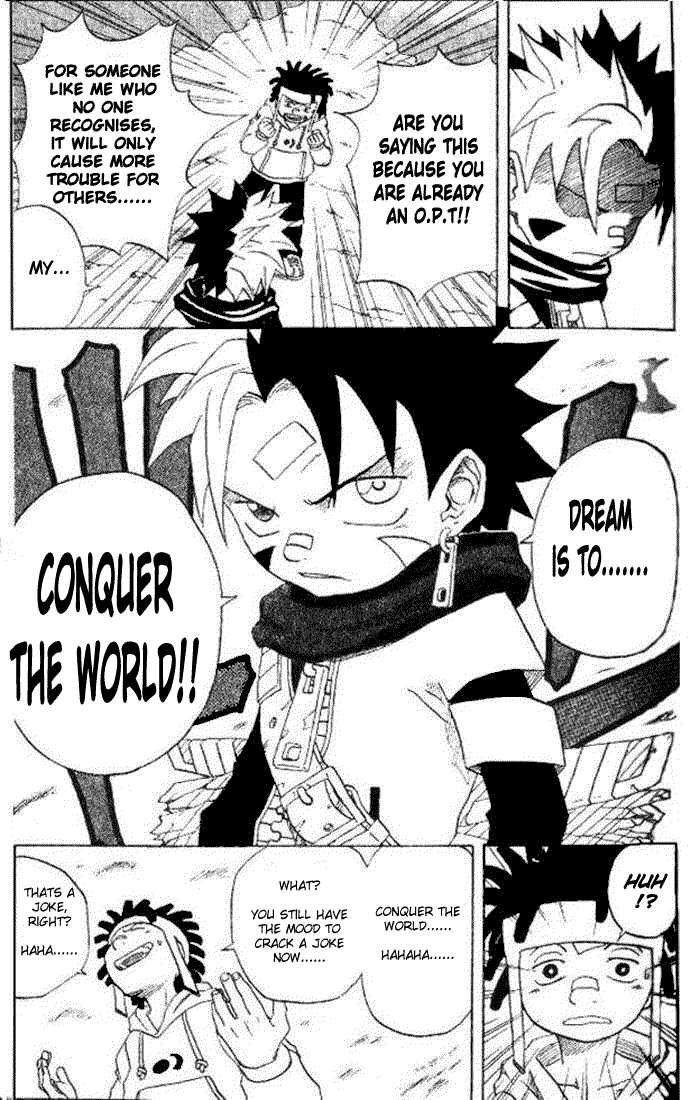 ARE YOU
SAYING THIS
BECAUSE YOU
ARE ALREADY
AN O.P.T!!
FOR SOMEONE
LIKE ME WHO
NO ONE
RECOGNISES,
IT WILL ONLY
CAUSE MORE
TROUBLE FOR
OTHERS......
MY...
DREAM
IS TO.......
CONQUER
THE WORLD!!
HUH
!?
CONQUER THE
WORLD......
HAHAHA......
WHAT?
YOU STILL HAVE
THE MOOD TO
CRACK A JOKE
NOW......
THATS A
JOKE,
RIGHT?
HAHA......